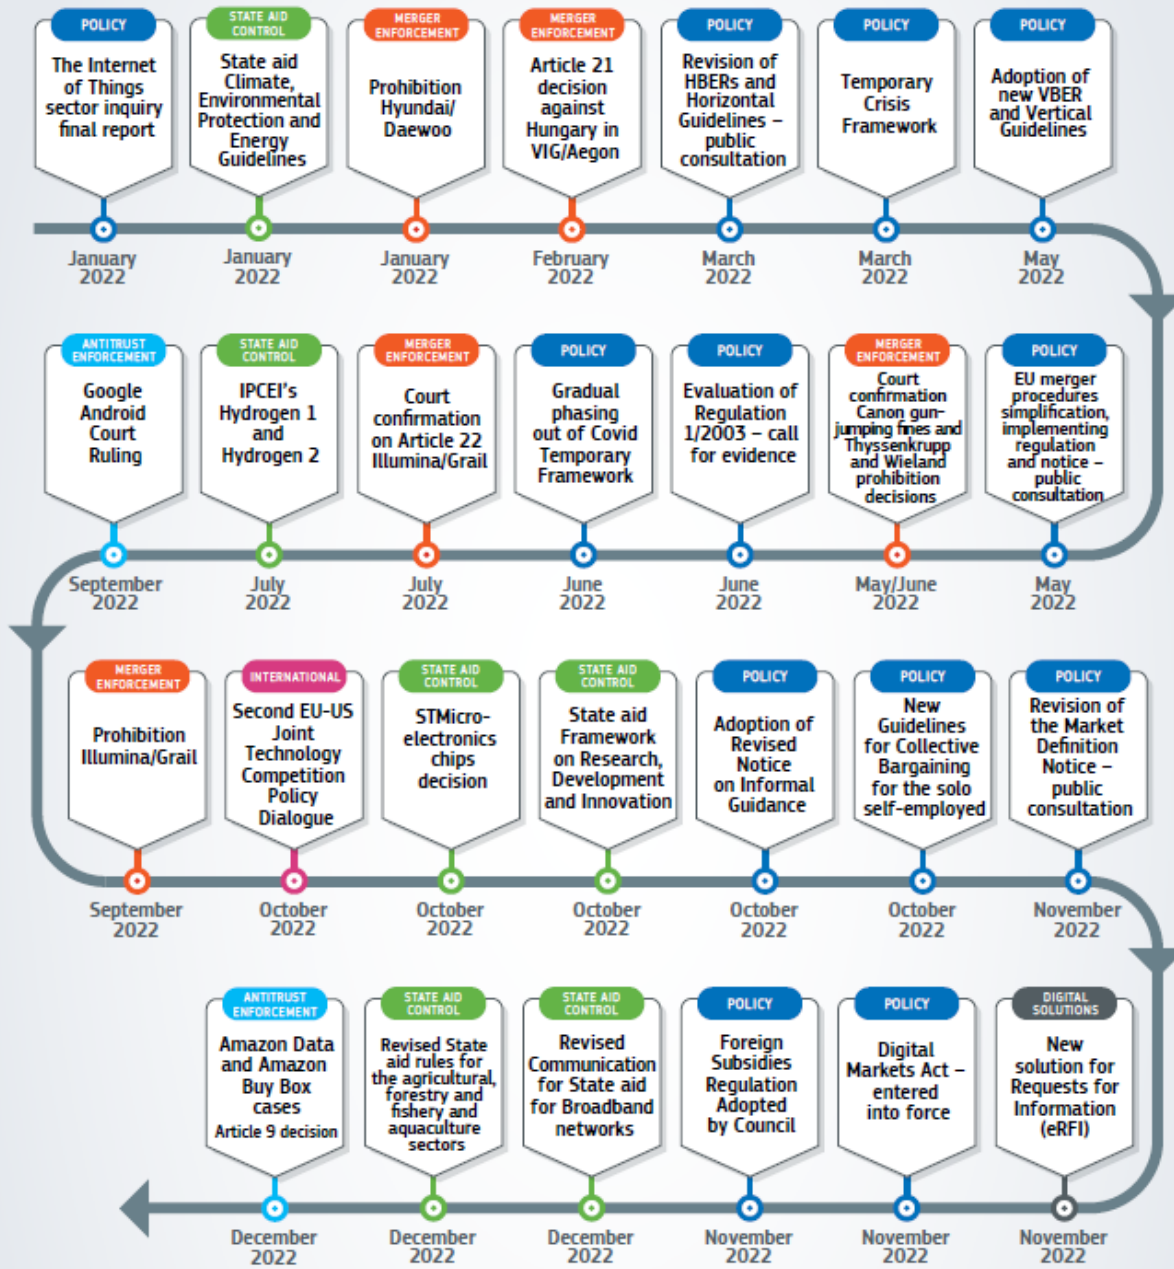 POLICY
The Internet
of Things
sector inquiry
final report
January
2022
STATE AID
CONTROL
State aid
Climate,
Environmental
Protection and
Energy
Guidelines
January
2022
MERGER
ENFORCEMENT
Prohibition
Hyundai/
Daewoo
January
2022
MERGER
ENFORCEMENT
Article 21
decision
against
Hungary in
VIG/Aegon
February
2022
POLICY
Revision of
HBERs and
Horizontal
Guidelines –
public
consultation
March
2022
POLICY
Temporary
Crisis
Framework
March
2022
POLICY
Adoption of
new VBER
and Vertical
Guidelines
May
2022
ANTITRUST
ENFORCEMENT
Google
Android
Court
Ruling
September
2022
STATE AID
CONTROL
IPCEI's
Hydrogen 1
and
Hydrogen 2
July
2022
MERGER
ENFORCEMENT
Court
confirmation
on Article 22
Illumina/Grail
July
2022
POLICY
Gradual
phasing
out of Covid
Temporary
Framework
June
2022
POLICY
Evaluation of
Regulation
1/2003 – call
for evidence
June
2022
MERGER
ENFORCEMENT
Court
confirmation
Canon gun-
jumping fines and
Thyssenkrupp
and Wieland
prohibition
decisions
May/June
2022
POLICY
EU merger
procedures
simplification,
implementing
regulation
and notice –
public
consultation
May
2022
MERGER
ENFORCEMENT
Prohibition
Illumina/Grail
September
2022
INTERNATIONAL
Second EU-US
Joint
Technology
Competition
Policy
Dialogue
October
2022
STATE AID
CONTROL
STMicro-
electronics
chips
decision
October
2022
STATE AID
CONTROL
State aid
Framework
on Research,
Development
and Innovation
October
2022
POLICY
Adoption of
Revised
Notice
on Informal
Guidance
October
2022
POLICY
New
Guidelines
for Collective
Bargaining
for the solo
self-employed
October
2022
POLICY
Revision of
the Market
Definition
Notice –
public
consultation
November
2022
ANTITRUST
ENFORCEMENT
Amazon Data
and Amazon
Buy Box
cases
Article 9 decision
December
2022
STATE AID
CONTROL
Revised State
aid rules for
the agricultural,
forestry and
fishery and
aquaculture
sectors
December
2022
STATE AID
CONTROL
Revised
Communication
for State aid
for Broadband
networks
December
2022
POLICY
Foreign
Subsidies
Regulation
Adopted
by Council
November
2022
POLICY
Digital
Markets Act –
entered
into force
November
2022
DIGITAL
SOLUTIONS
New
solution for
Requests for
Information
(eRFI)
November
2022